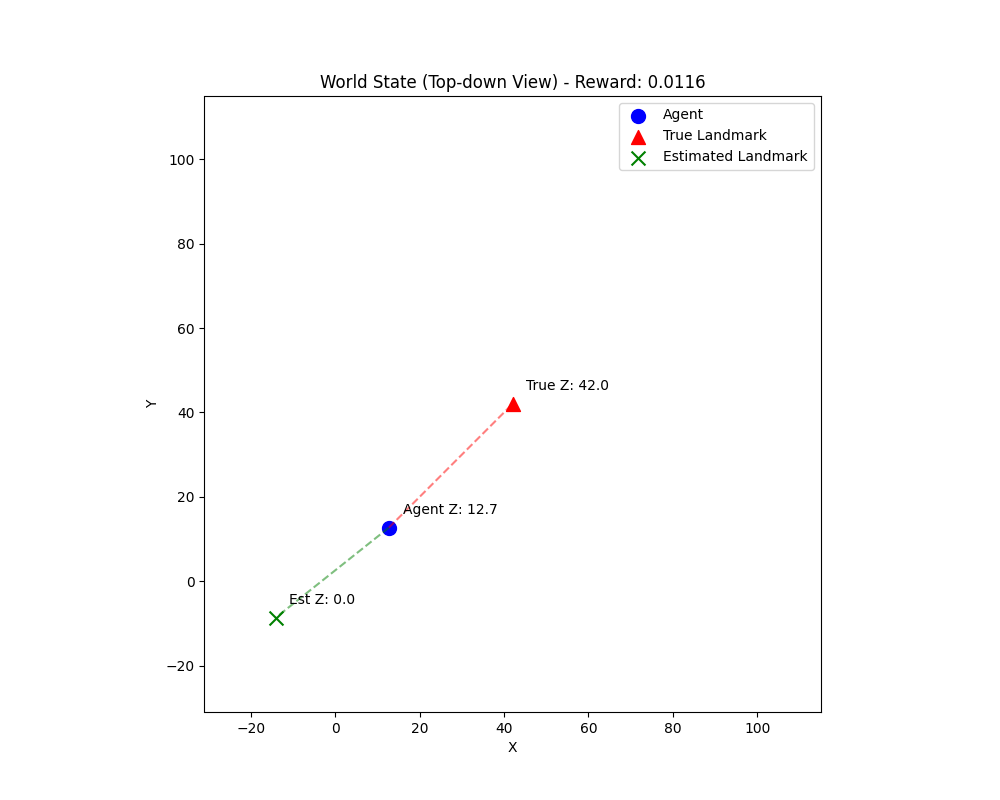 World State (Top-down View) - Reward: 0.0116
Agent
True Landmark
Estimated Landmark
100
80
60
40
20
0
−20
True Z: 42.0
Agent Z: 12.7
Est Z: 0.0
Y
−20 0 20 40 60 80 100
X